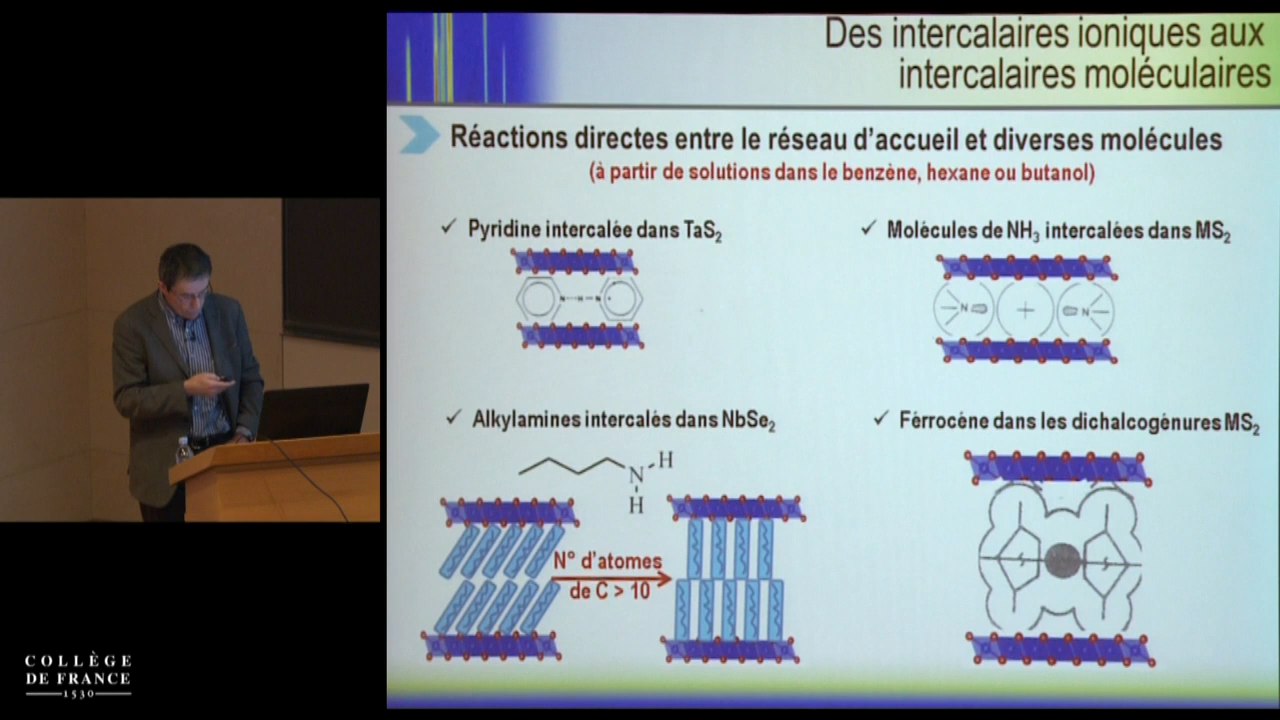 Des intercalaires ioniques aux
intercalaires moléculaires
Réactions directes entre le réseau d'accueil et diverses molécules
(à partir de solutions dans le benzène, hexane ou butanol)
✓ Pyridine intercalée dans TaS₂
✓ Molécules de NH₃ intercalées dans MS₂
N
+
N
✓ Alkylamines intercalés dans NbSe₂
✓ Férrocène dans les dichalcogénures MS₂
H
N
H
N° d'atomes
de C > 10
COLLÈGE
DE FRANCE
1530